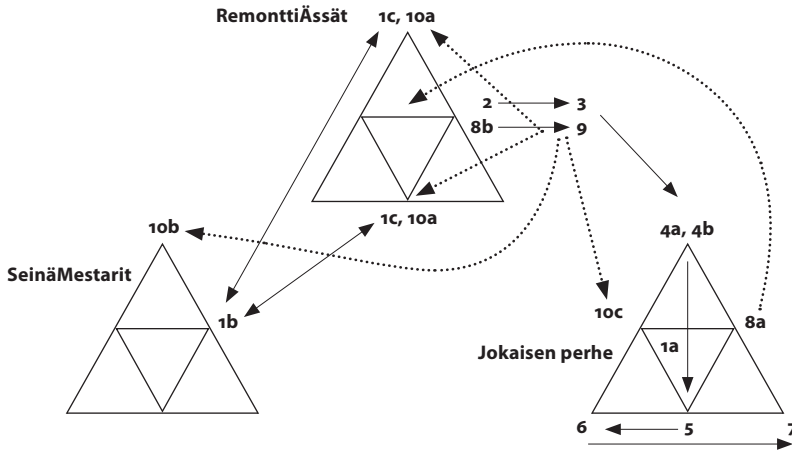 RemonttiÄssät
1c, 10a
2
3
8b
9
1c, 10a
10b
4a, 4b
SeinäMestarit
1b
10c
8a
Jokaisen perhe
1a
6
5
7